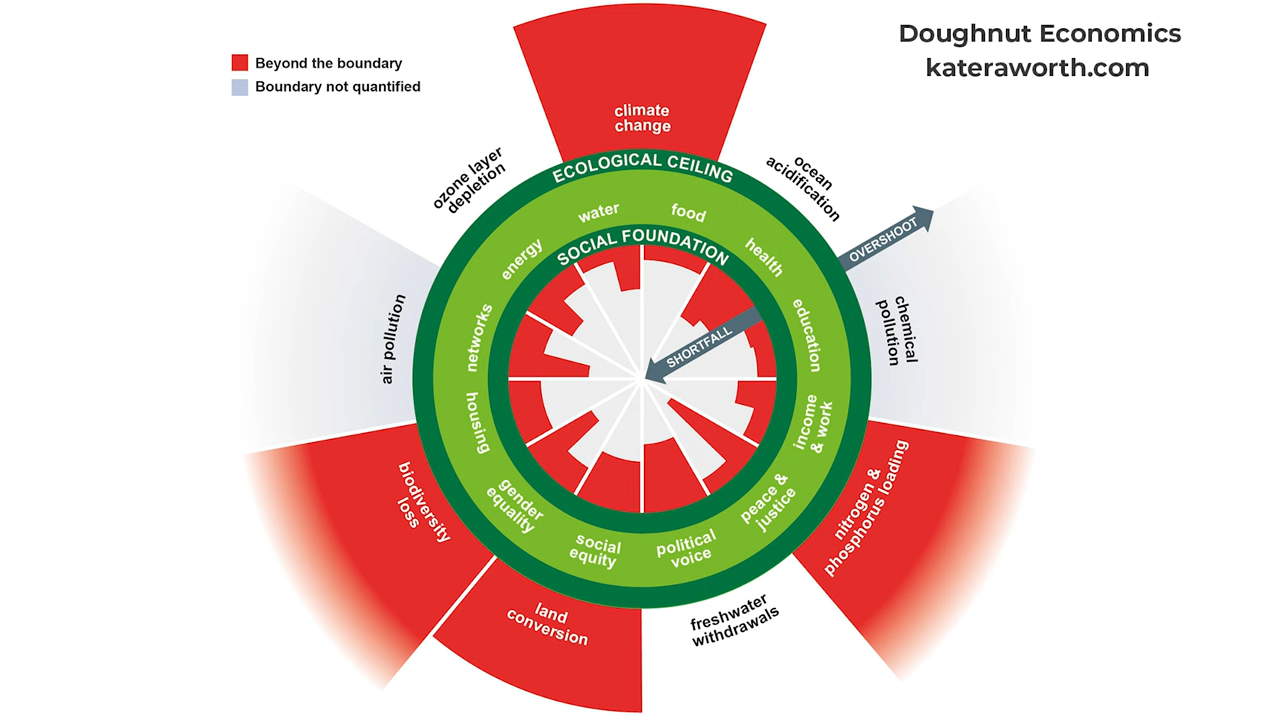 Doughnut Economics
kateraworth.com
Beyond the boundary
Boundary not quantified
climate
change
ozone layer
depletion
ECOLOGICAL CEILING
ocean
acidification
water
food
energy
SOCIAL FOUNDATION
health
OVERSHOOT
air pollution
networks
SHORTFALL
education
chemical
pollution
housing
income
& work
biodiversity
loss
gender
equality
social
equity
political
voice
peace &
justice
nitrogen &
phosphorus loading
land
conversion
freshwater
withdrawals